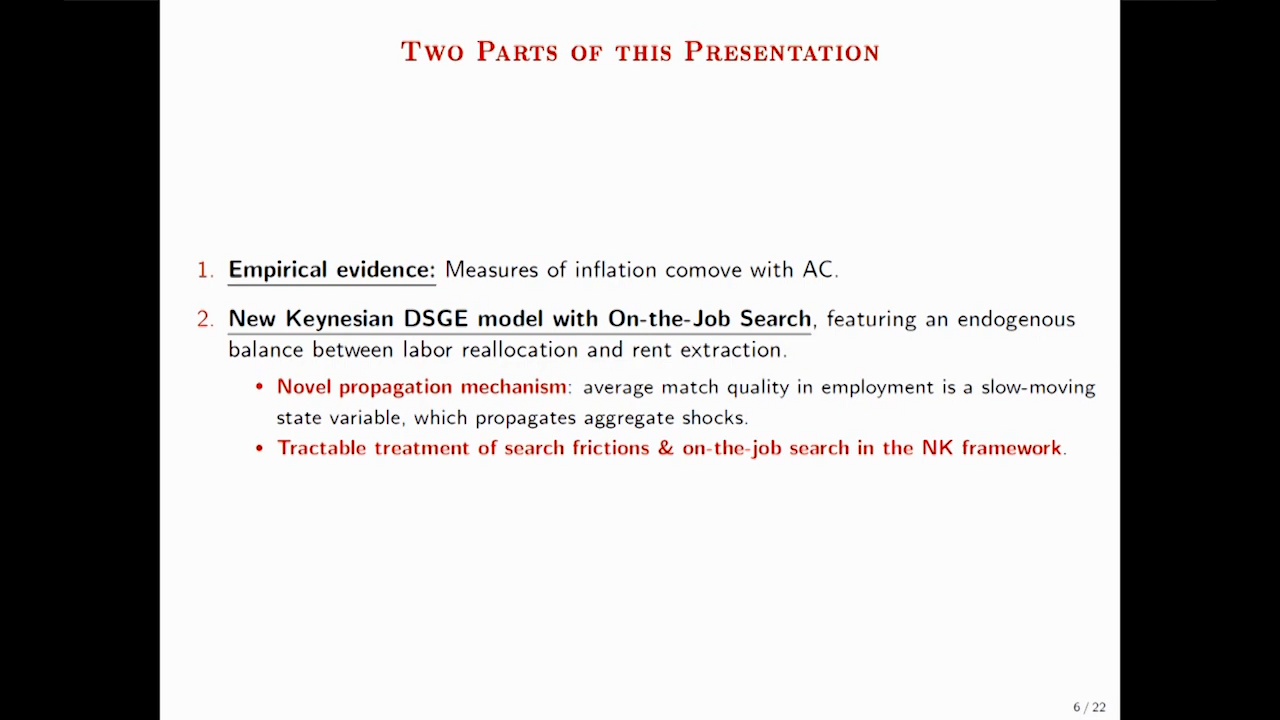 Two Parts of this Presentation
1. Empirical evidence: Measures of inflation comove with AC.
2. New Keynesian DSGE model with On-the-Job Search, featuring an endogenous
balance between labor reallocation and rent extraction.
• Novel propagation mechanism: average match quality in employment is a slow-moving
state variable, which propagates aggregate shocks.
• Tractable treatment of search frictions & on-the-job search in the NK framework.
6 / 22